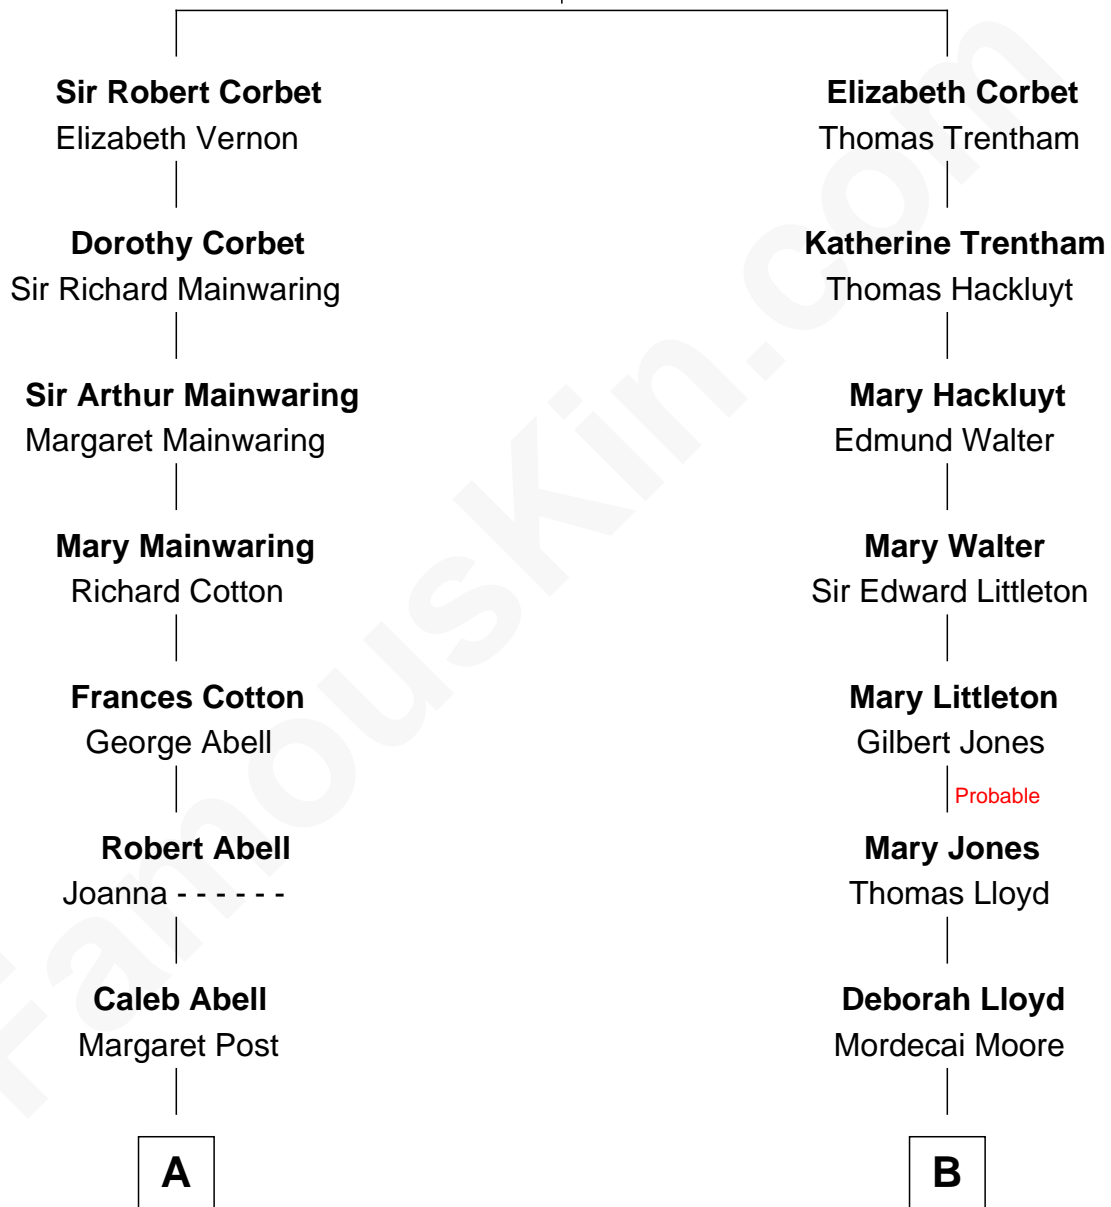 Sir Robert Corbet
Elizabeth Vernon
Dorothy Corbet
Sir Richard Mainwaring
Sir Arthur Mainwaring
Margaret Mainwaring
Mary Mainwaring
Richard Cotton
Frances Cotton
George Abell
Robert Abell
Joanna - - - - - -
Caleb Abell
Margaret Post
A
Elizabeth Corbet
Thomas Trentham
Katherine Trentham
Thomas Hackluyt
Mary Hackluyt
Edmund Walter
Mary Walter
Sir Edward Littleton
Mary Littleton
Gilbert Jones
Probable
Mary Jones
Thomas Lloyd
Deborah Lloyd
Mordecai Moore
B
FamousKin.com